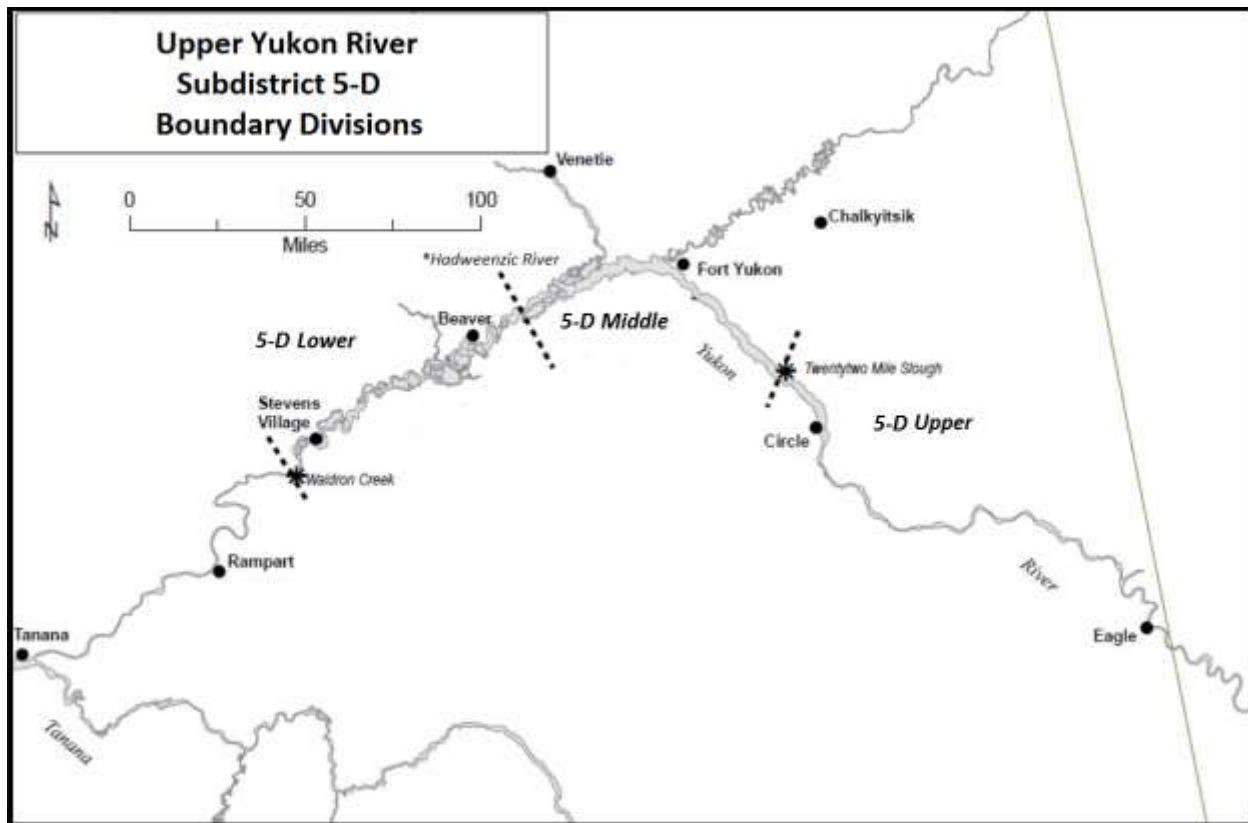 Upper Yukon River
Subdistrict 5-D
Boundary Divisions
Venetie
N
0 50 100
Miles
Chalkyitsik
*Hadweenzic River
Fort Yukon
Beaver
5-D Middle
5-D Lower
Yukon
Twentytwo Mile Slough
Stevens
Village
5-D Upper
Circle
Waldron Creek
Rampart
River
Tanana
Eagle
Tanana